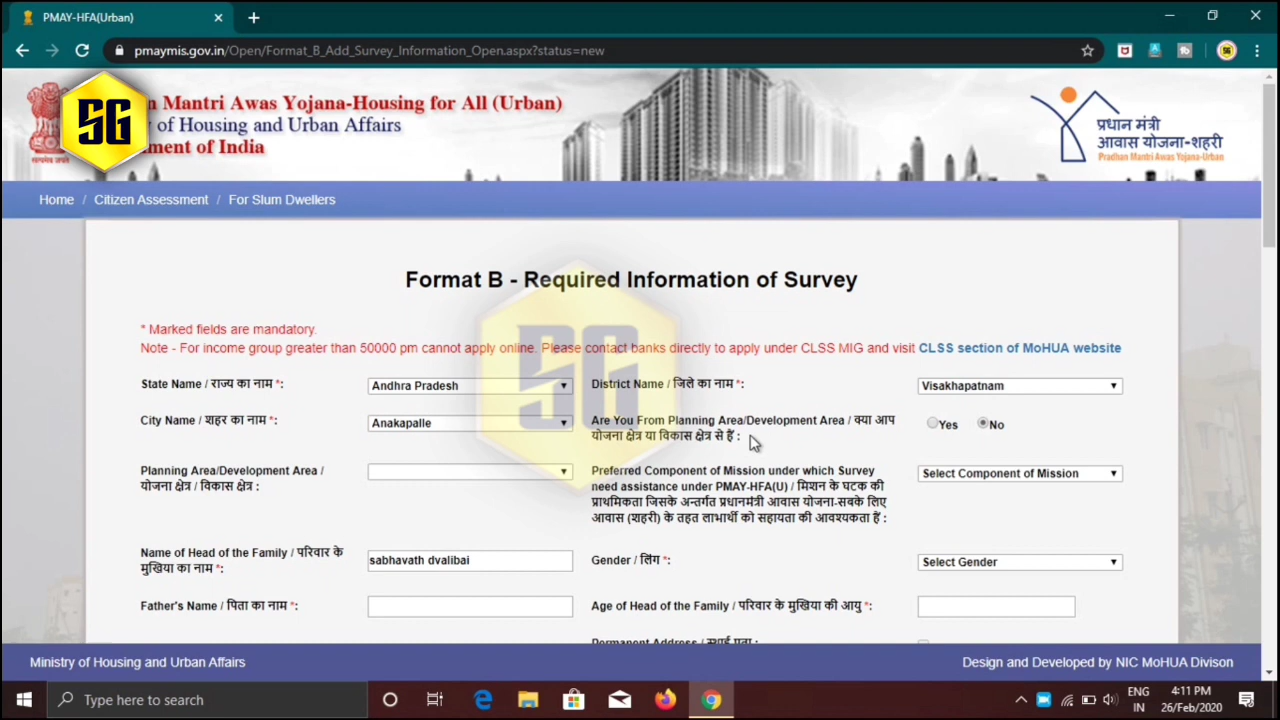 PMAY-HFA(Urban)
pmaymis.gov.in/Open/Format_B_Add_Survey_Information_Open.aspx?status=new
SG
n Mantri Awas Yojana-Housing for All (Urban)
of Housing and Urban Affairs
ment of India
प्रधान मंत्री
आवास योजना-शहरी
Pradhan Mantri Awas Yojana-Urban
Home / Citizen Assessment / For Slum Dwellers
Format B - Required Information of Survey
* Marked fields are mandatory.
Note - For income group greater than 50000 pm cannot apply online. Please contact banks directly to apply under CLSS MIG and visit CLSS section of MoHUA website
State Name / राज्य का नाम *: Andhra Pradesh District Name / जिले का नाम *: Visakhapatnam
City Name / शहर का नाम *: Anakapalle Are You From Planning Area/Development Area / क्या आप
योजना क्षेत्र या विकास क्षेत्र से हैं : Yes No
SG
Planning Area/Development Area /
योजना क्षेत्र / विकास क्षेत्र :
Preferred Component of Mission under which Survey Select Component of Mission
need assistance under PMAY-HFA(U) / मिशन के घटक की
प्राथमिकता जिसके अन्तर्गत प्रधानमंत्री आवास योजना-सबके लिए
आवास (शहरी) के तहत लाभार्थी को सहायता की आवश्यकता हैं :
Name of Head of the Family / परिवार के
मुखिया का नाम *: sabhavath dvalibai Gender / लिंग *: Select Gender
Father's Name / पिता का नाम *: Age of Head of the Family / परिवार के मुखिया की आयु *:
Permanent Address / स्थाई पता :
Ministry of Housing and Urban Affairs Design and Developed by NIC MoHUA Divison
Type here to search
ENG
IN
4:11 PM
26/Feb/2020